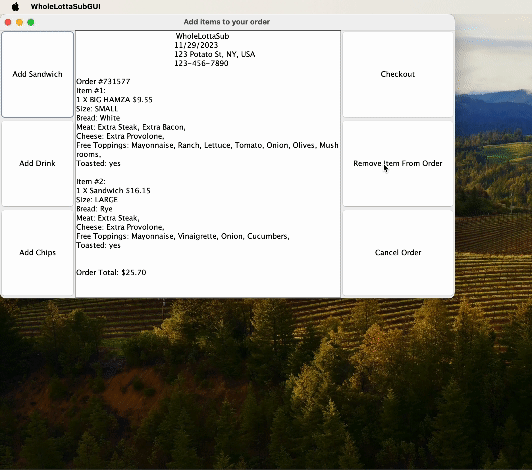 WholeLottaSubGUI
Add items to your order
Add Sandwich
Add Drink
Add Chips
WholeLottaSub
11/29/2023
123 Potato St, NY, USA
123-456-7890
Order #731577
Item #1:
1 X BIG HAMZA $9.55
Size: SMALL
Bread: White
Meat: Extra Steak, Extra Bacon,
Cheese: Extra Provolone,
Free Toppings: Mayonnaise, Ranch, Lettuce, Tomato, Onion, Olives, Mush
rooms,
Toasted: yes
Item #2:
1 X Sandwich $16.15
Size: LARGE
Bread: Rye
Meat: Extra Steak,
Cheese: Extra Provolone,
Free Toppings: Mayonnaise, Vinaigrette, Onion, Cucumbers,
Toasted: yes
Order Total: $25.70
Checkout
Remove Item From Order
Cancel Order